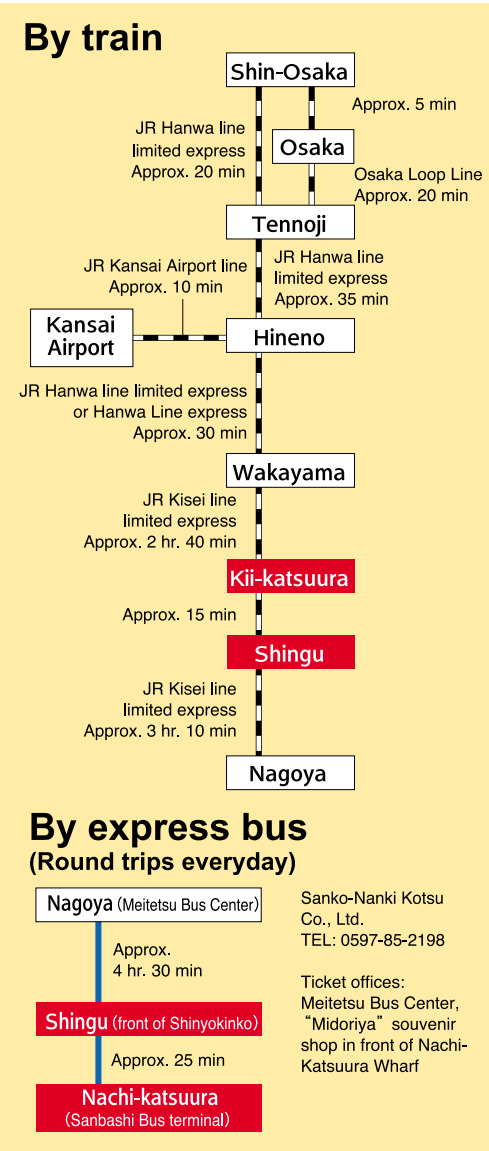 By train
Shin-Osaka
Approx. 5 min
JR Hanwa line
limited express
Approx. 20 min
Osaka
Osaka Loop Line
Approx. 20 min
Tennoji
JR Hanwa line
limited express
Approx. 35 min
JR Kansai Airport line
Approx. 10 min
Kansai
Airport
Hineno
JR Hanwa line limited express
or Hanwa Line express
Approx. 30 min
Wakayama
JR Kisei line
limited express
Approx. 2 hr. 40 min
Kii-katsuura
Approx. 15 min
Shingu
JR Kisei line
limited express
Approx. 3 hr. 10 min
Nagoya
By express bus
(Round trips everyday)
Nagoya (Meitetsu Bus Center)
Approx.
4 hr. 30 min
Shingu (front of Shinyokinko)
Approx. 25 min
Nachi-katsuura
(Sanbashi Bus terminal)
Sanko-Nanki Kotsu
Co., Ltd.
TEL: 0597-85-2198
Ticket offices:
Meitetsu Bus Center,
“Midoriya” souvenir
shop in front of Nachi-
Katsuura Wharf